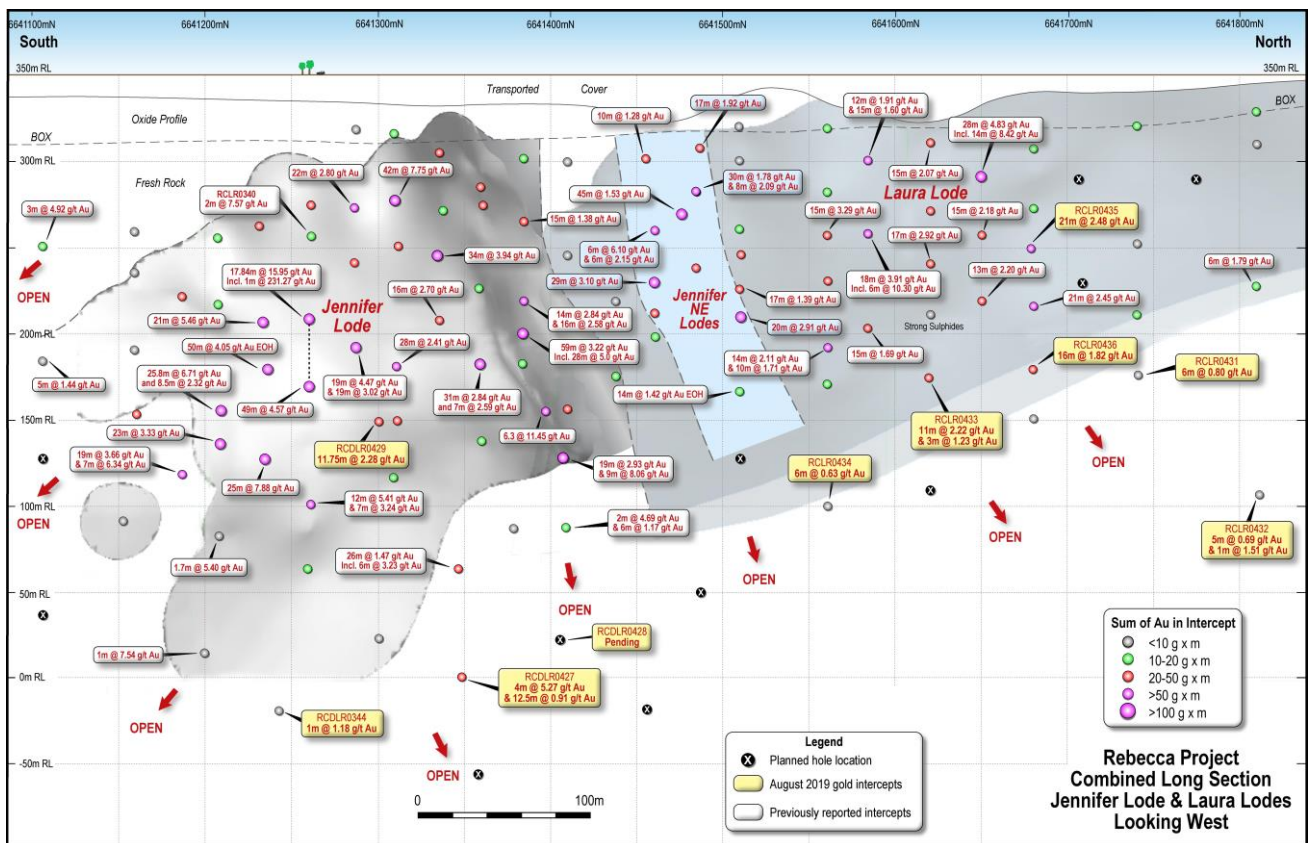 6641100mN
6641200mN
6641300mN
6641400mN
6641500mN
6641600mN
6641700mN
6641800mN
South
North
350m RL
350m RL
Transported Cover
Oxide Profile
BOX
BOX
300m RL
Fresh Rock
3m @ 4.92 g/t Au
OPEN
RCLR0340
2m @ 7.57 g/t Au
22m @ 2.80 g/t Au
42m @ 7.75 g/t Au
10m @ 1.28 g/t Au
17m @ 1.92 g/t Au
12m @ 1.91 g/t Au
& 15m @ 1.60 g/t Au
28m @ 4.83 g/t Au
Incl. 14m @ 8.42 g/t Au
15m @ 2.07 g/t Au
Laura Lode
45m @ 1.53 g/t Au
30m @ 1.78 g/t Au
& 8m @ 2.09 g/t Au
15m @ 1.38 g/t Au
15m @ 3.29 g/t Au
15m @ 2.18 g/t Au
RCLR0435
21m @ 2.48 g/t Au
17m @ 2.92 g/t Au
34m @ 3.94 g/t Au
6m @ 6.10 g/t Au
& 6m @ 2.15 g/t Au
17.84m @ 15.95 g/t Au
Incl. 1m @ 231.27 g/t Au
29m @ 3.10 g/t Au
18m @ 3.91 g/t Au
Incl. 6m @ 10.30 g/t Au
13m @ 2.20 g/t Au
6m @ 1.79 g/t Au
16m @ 2.70 g/t Au
Jennifer
Lode
Jennifer
NE
Lodes
17m @ 1.39 g/t Au
21m @ 2.45 g/t Au
200m RL
21m @ 5.46 g/t Au
14m @ 2.84 g/t Au
& 16m @ 2.58 g/t Au
20m @ 2.91 g/t Au
Strong Sulphides
50m @ 4.05 g/t Au EOH
28m @ 2.41 g/t Au
59m @ 3.22 g/t Au
Incl. 28m @ 5.0 g/t Au
15m @ 1.69 g/t Au
RCLR0436
16m @ 1.82 g/t Au
RCLR0431
6m @ 0.80 g/t Au
5m @ 1.44 g/t Au
25.8m @ 6.71 g/t Au
and 8.5m @ 2.32 g/t Au
19m @ 4.47 g/t Au
& 19m @ 3.02 g/t Au
14m @ 2.11 g/t Au
& 10m @ 1.71 g/t Au
49m @ 4.57 g/t Au
31m @ 2.84 g/t Au
and 7m @ 2.59 g/t Au
14m @ 1.42 g/t Au EOH
150m RL
23m @ 3.33 g/t Au
RCDLR0429
11.75m @ 2.28 g/t Au
6.3 @ 11.45 g/t Au
RCLR0433
11m @ 2.22 g/t Au
& 3m @ 1.23 g/t Au
19m @ 3.66 g/t Au
& 7m @ 6.34 g/t Au
25m @ 7.88 g/t Au
19m @ 2.93 g/t Au
& 9m @ 8.06 g/t Au
RCLR0434
6m @ 0.63 g/t Au
OPEN
100m RL
12m @ 5.41 g/t Au
& 7m @ 3.24 g/t Au
OPEN
2m @ 4.69 g/t Au
& 6m @ 1.17 g/t Au
OPEN
RCLR0432
5m @ 0.69 g/t Au
& 1m @ 1.51 g/t Au
1.7m @ 5.40 g/t Au
26m @ 1.47 g/t Au
Incl. 6m @ 3.23 g/t Au
OPEN
50m RL
OPEN
RCDLR0428
Pending
1m @ 7.54 g/t Au
0m RL
RCDLR0427
4m @ 5.27 g/t Au
& 12.5m @ 0.91 g/t Au
OPEN
RCDLR0344
1m @ 1.18 g/t Au
-50m RL
OPEN
0
100m
Sum of Au in Intercept
<10 g x m
10-20 g x m
20-50 g x m
>50 g x m
>100 g x m
Legend
X Planned hole location
August 2019 gold intercepts
Previously reported intercepts
Rebecca Project
Combined Long Section
Jennifer Lode & Laura Lodes
Looking West